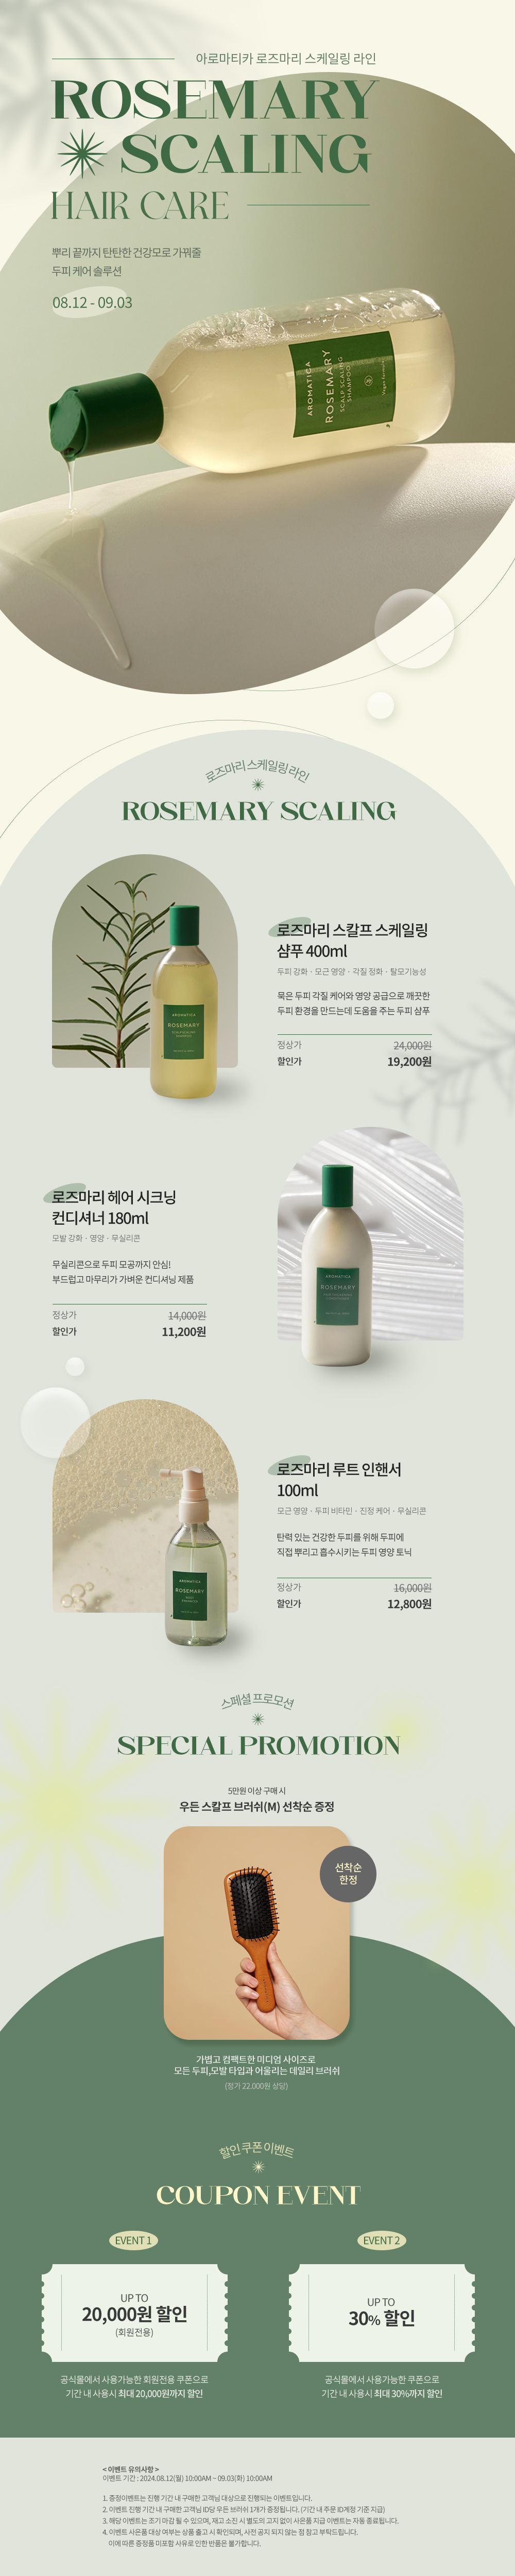 아로마티카 로즈마리 스케일링 라인
ROSEMARY
SCALING
HAIR CARE
뿌리 끝까지 탄탄한 건강모로 가꿔줄
두피 케어 솔루션
08.12 - 09.03
AROMATICA
ROSEMARY
SCALP SCALING
SHAMPOO
로즈마리 스케일링 라인
ROSEMARY SCALING
AROMATICA
ROSEMARY
로즈마리 스칼프 스케일링
샴푸 400ml
두피 강화 · 모근 영양 · 각질 정화 · 탈모기능성
묵은 두피 각질 케어와 영양 공급으로 깨끗한
두피 환경을 만드는데 도움을 주는 두피 샴푸
정상가 24,000원
할인가 19,200원
로즈마리 헤어 시크닝
컨디셔너 180ml
모발 강화 · 영양 · 무실리콘
무실리콘으로 두피 모공까지 안심!
부드럽고 마무리가 가벼운 컨디셔닝 제품
정상가 14,000원
할인가 11,200원
AROMATICA
ROSEMARY
로즈마리 루트 인핸서
100ml
모근 영양 · 두피 비타민 · 진정 케어 · 무실리콘
탄력 있는 건강한 두피를 위해 두피에
직접 뿌리고 흡수시키는 두피 영양 토닉
정상가 16,000원
할인가 12,800원
AROMATICA
ROSEMARY
스페셜 프로모션
SPECIAL PROMOTION
5만원 이상 구매 시
우든 스칼프 브러쉬(M) 선착순 증정
선착순
한정
가볍고 컴팩트한 미디엄 사이즈로
모든 두피,모발 타입과 어울리는 데일리 브러쉬
(정가 22,000원 상당)
할인 쿠폰 이벤트
COUPON EVENT
EVENT 1
UP TO
20,000원 할인
(회원전용)
공식몰에서 사용가능한 회원전용 쿠폰으로
기간 내 사용시 최대 20,000원까지 할인
EVENT 2
UP TO
30% 할인
공식몰에서 사용가능한 쿠폰으로
기간 내 사용시 최대 30%까지 할인
< 이벤트 유의사항 >
이벤트 기간 : 2024.08.12(월) 10:00AM ~ 09.03(화) 10:00AM
1. 증정이벤트는 진행 기간 내 구매한 고객님 대상으로 진행되는 이벤트입니다.
2. 이벤트 진행 기간 내 구매한 고객님 ID당 우든 브러쉬 1개가 증정됩니다. (기간 내 주문 ID계정 기준 지급)
3. 해당 이벤트는 조기 마감 될 수 있으며, 재고 소진 시 별도의 고지 없이 사은품 지급 이벤트는 자동 종료됩니다.
4. 이벤트 사은품 대상 여부는 상품 출고 시 확인되며, 사전 공지 되지 않는 점 참고 부탁드립니다.
이에 따른 증정품 미포함 사유로 인한 반품은 불가합니다.